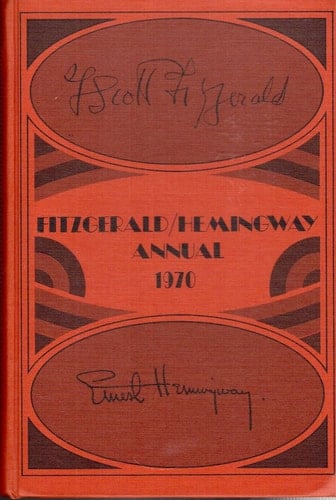 F Scott Fitzgerald
FITZGERALD/HEMINGWAY
ANNUAL
1970
Ernest Hemingway.